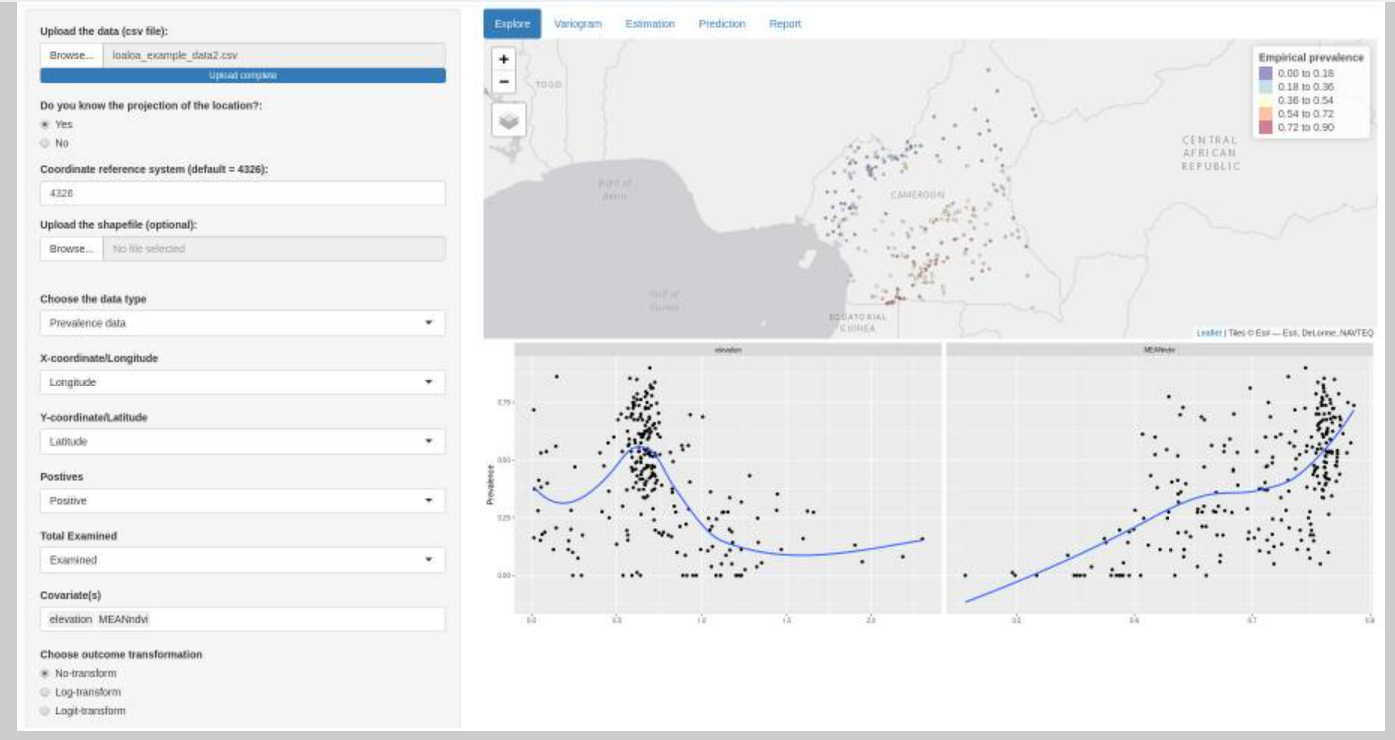 Upload the data (csv file):
Browse... loaloa_example_data2.csv
Upload complete
Do you know the projection of the location?:
Yes
No
Coordinate reference system (default = 4326):
4326
Upload the shapefile (optional):
Browse... No file selected
Choose the data type
Prevalence data
X-coordinate/Longitude
Longitude
Y-coordinate/Latitude
Latitude
Postives
Positive
Total Examined
Examined
Covariate(s)
elevation MEANndvi
Choose outcome transformation
No-transform
Log-transform
Logit-transform
Explore Variogram Estimation Prediction Report
+
−
TOGO
Bight of
Benin
Gulf of
Guinea
CAMEROON
EQUATORIAL
GUINEA
CENTRAL
AFRICAN
REPUBLIC
Empirical prevalence
0.00 to 0.18
0.18 to 0.36
0.36 to 0.54
0.54 to 0.72
0.72 to 0.90
Leaflet | Tiles © Esri — Esri, DeLorme, NAVTEQ
elevation MEANndvi
Prevalence
0.75
0.50
0.25
0.00
0.0 0.5 1.0 1.5 2.0
0.5 0.6 0.7 0.8